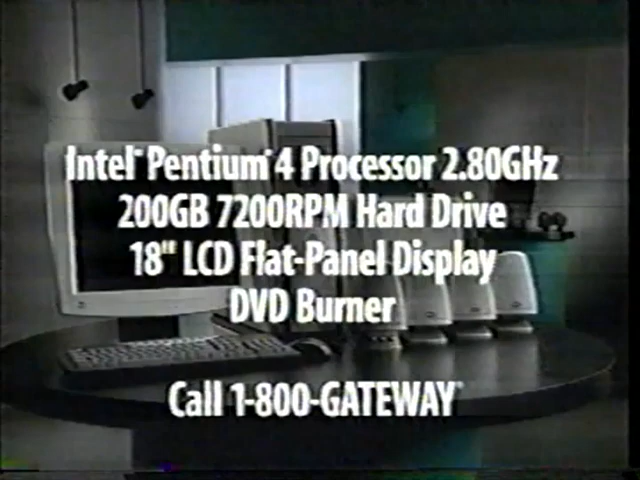 Intel® Pentium® 4 Processor 2.80GHz
200GB 7200RPM Hard Drive
18" LCD Flat-Panel Display
DVD Burner
Call 1-800-GATEWAY®